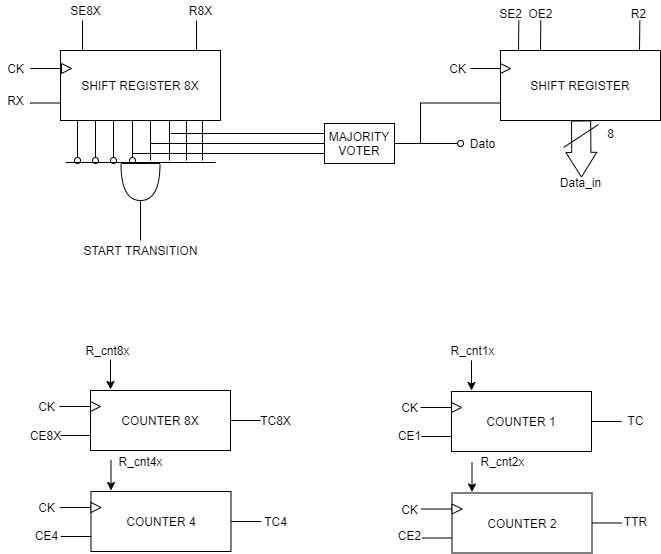 SE8X
R8X
SE2 OE2
R2
CK
SHIFT REGISTER 8X
RX
CK
SHIFT REGISTER
MAJORITY
VOTER
Dato
8
Data_in
START TRANSITION
R_cnt8x
CK
COUNTER 8X
TC8X
CE8X
R_cnt4x
CK
COUNTER 4
TC4
CE4
R_cnt1x
CK
COUNTER 1
TC
CE1
R_cnt2x
CK
COUNTER 2
TTR
CE2